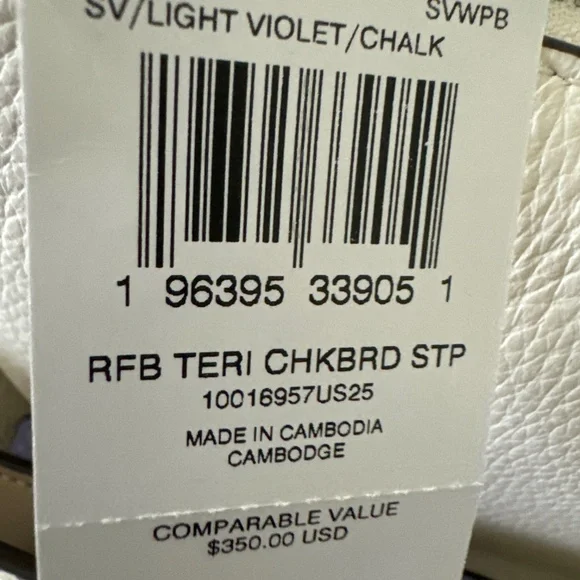 SVWPB
SV/LIGHT VIOLET/CHALK
1 96395 33905 1
RFB TERI CHKBRD STP
10016957US25
MADE IN CAMBODIA
CAMBODGE
COMPARABLE VALUE
$350.00 USD